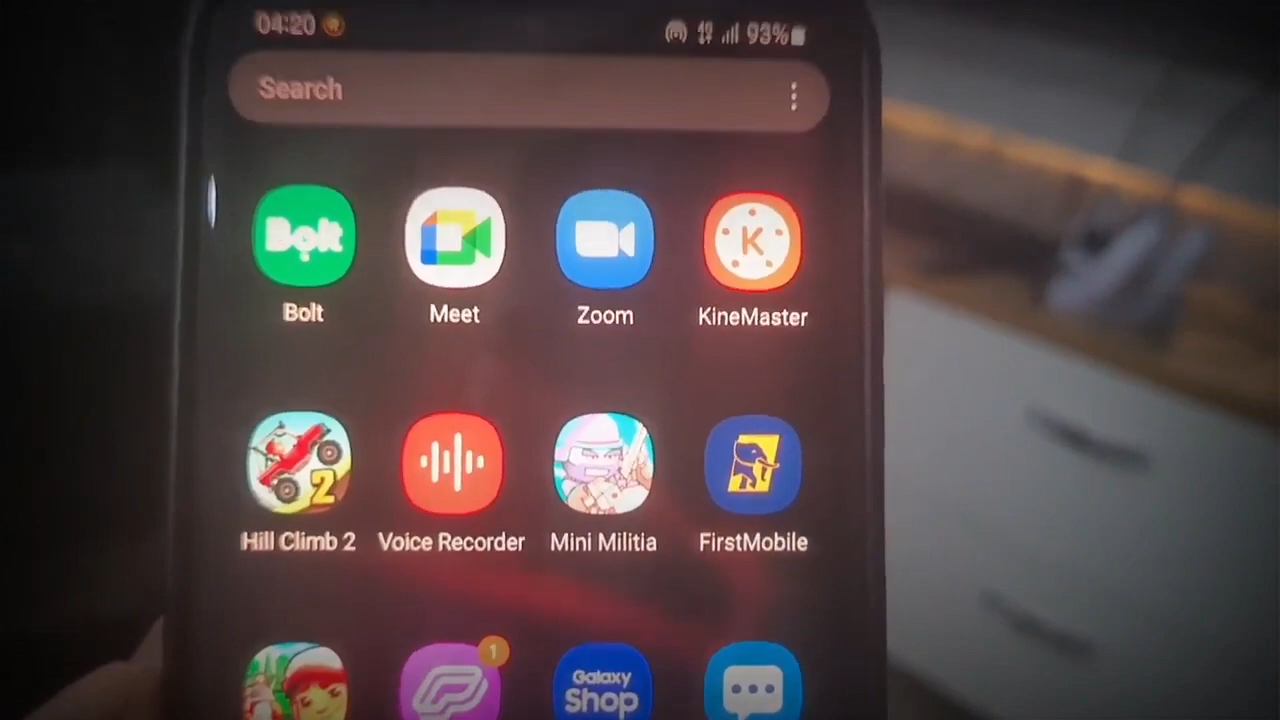 04:20 93%
Search
Bolt
K
Bolt Meet Zoom KineMaster
2
Hill Climb 2 Voice Recorder Mini Militia FirstMobile
1
Galaxy
Shop